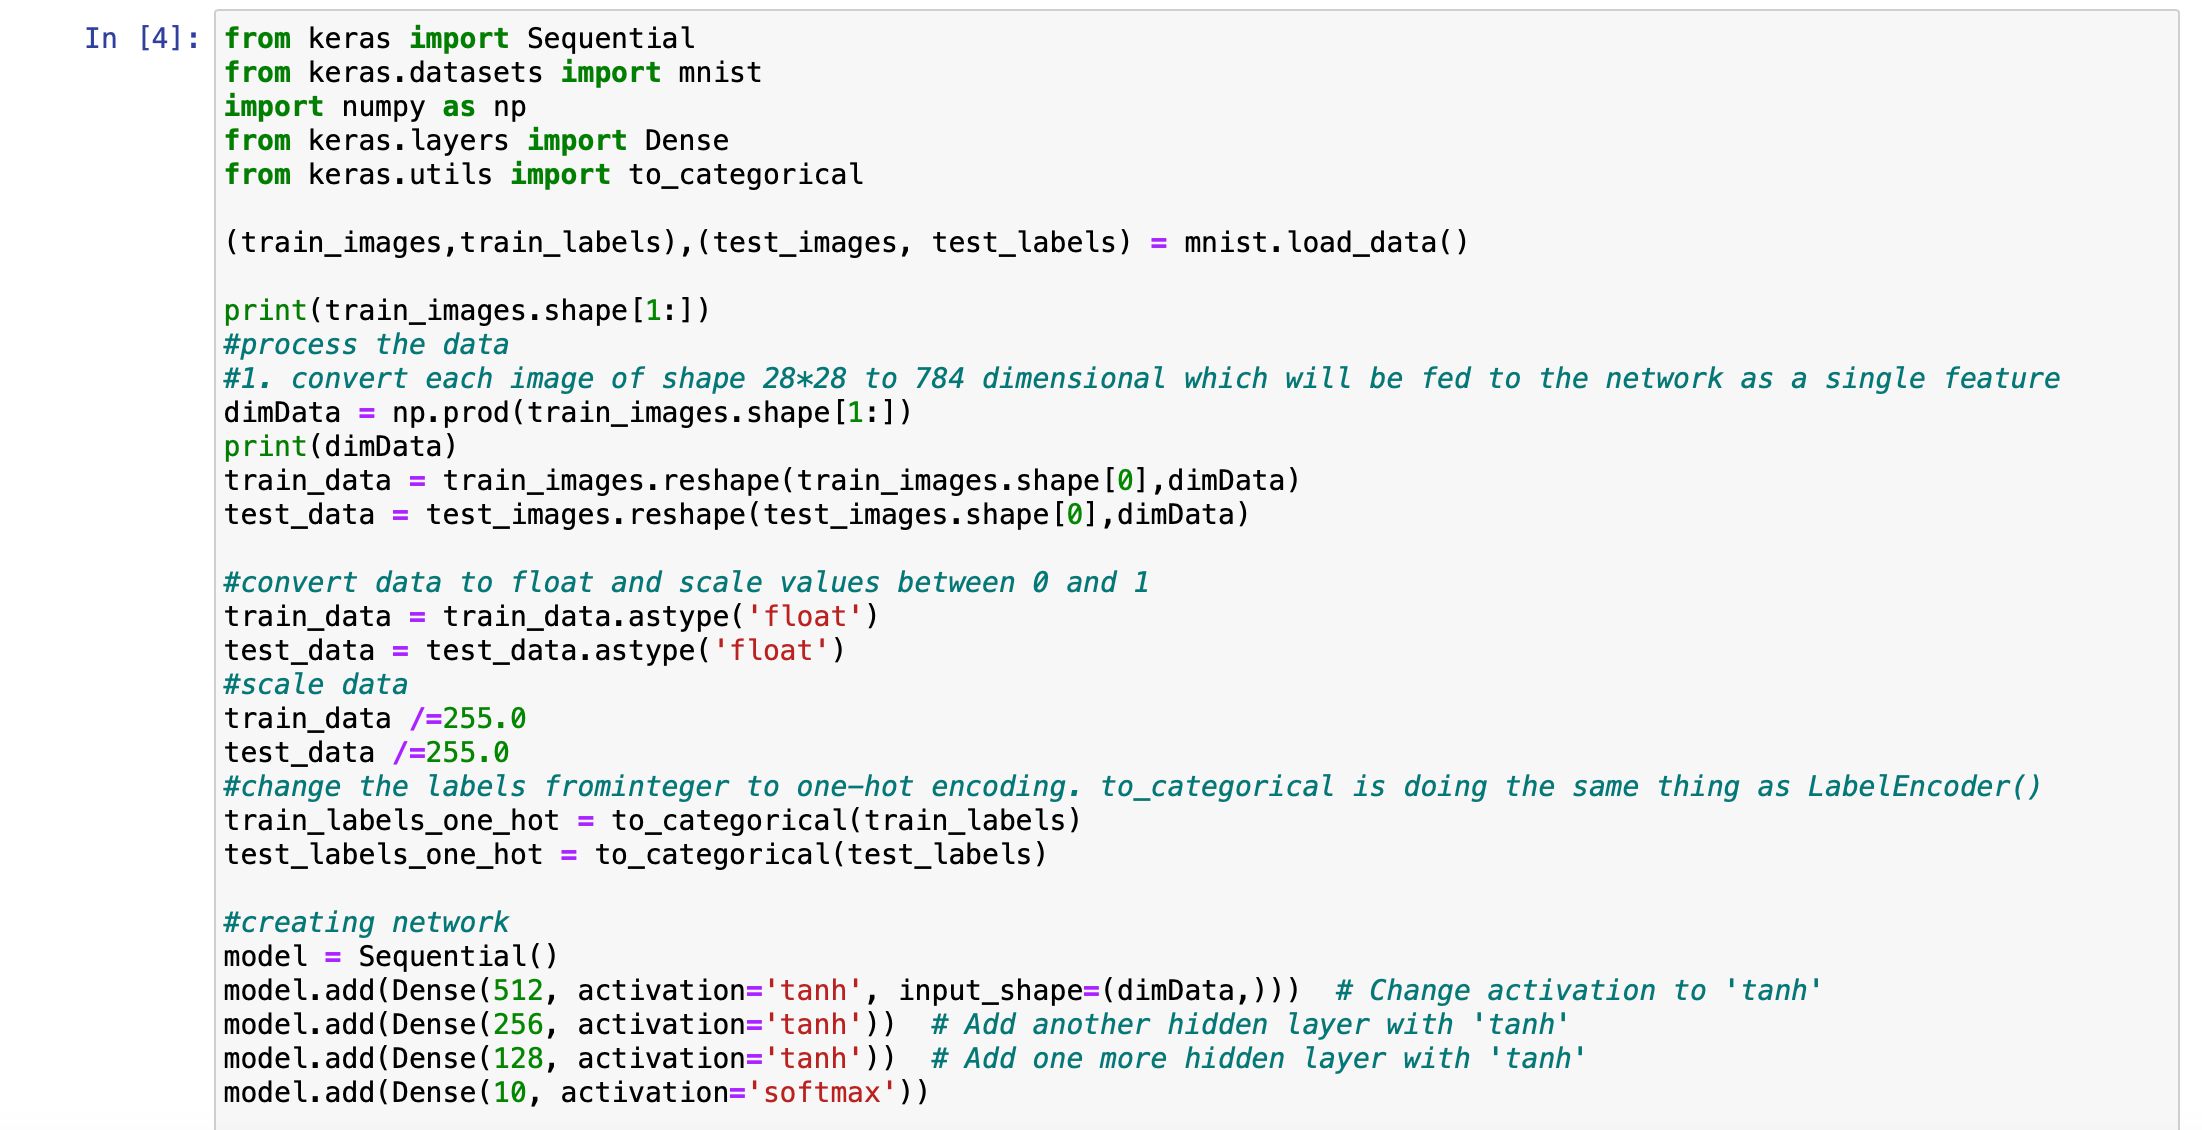 In [4]:
from keras import Sequential
from keras.datasets import mnist
import numpy as np
from keras.layers import Dense
from keras.utils import to_categorical
(train_images,train_labels),(test_images, test_labels) = mnist.load_data()
print(train_images.shape[1:])
#process the data
#1. convert each image of shape 28*28 to 784 dimensional which will be fed to the network as a single feature
dimData = np.prod(train_images.shape[1:])
print(dimData)
train_data = train_images.reshape(train_images.shape[0],dimData)
test_data = test_images.reshape(test_images.shape[0],dimData)
#convert data to float and scale values between 0 and 1
train_data = train_data.astype('float')
test_data = test_data.astype('float')
#scale data
train_data /=255.0
test_data /=255.0
#change the labels frominteger to one-hot encoding. to_categorical is doing the same thing as LabelEncoder()
train_labels_one_hot = to_categorical(train_labels)
test_labels_one_hot = to_categorical(test_labels)
#creating network
model = Sequential()
model.add(Dense(512, activation='tanh', input_shape=(dimData,)))  # Change activation to 'tanh'
model.add(Dense(256, activation='tanh'))  # Add another hidden layer with 'tanh'
model.add(Dense(128, activation='tanh'))  # Add one more hidden layer with 'tanh'
model.add(Dense(10, activation='softmax'))